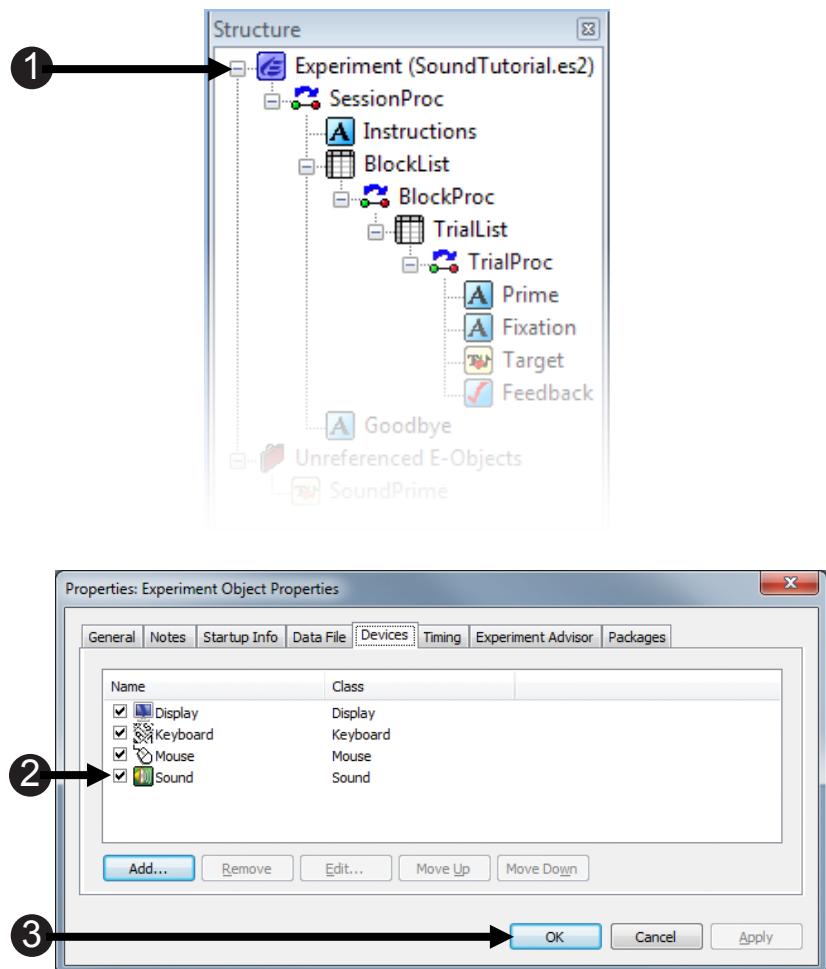 Structure
1
Experiment (SoundTutorial.es2)
SessionProc
A Instructions
BlockList
BlockProc
TrialList
TrialProc
A Prime
A Fixation
Target
Feedback
A Goodbye
Unreferenced E-Objects
SoundPrime
Properties: Experiment Object Properties
General Notes Startup Info Data File Devices Timing Experiment Advisor Packages
Name Class
Display Display
Keyboard Keyboard
Mouse Mouse
2 Sound Sound
Add... Remove Edit... Move Up Move Down
3 OK Cancel Apply